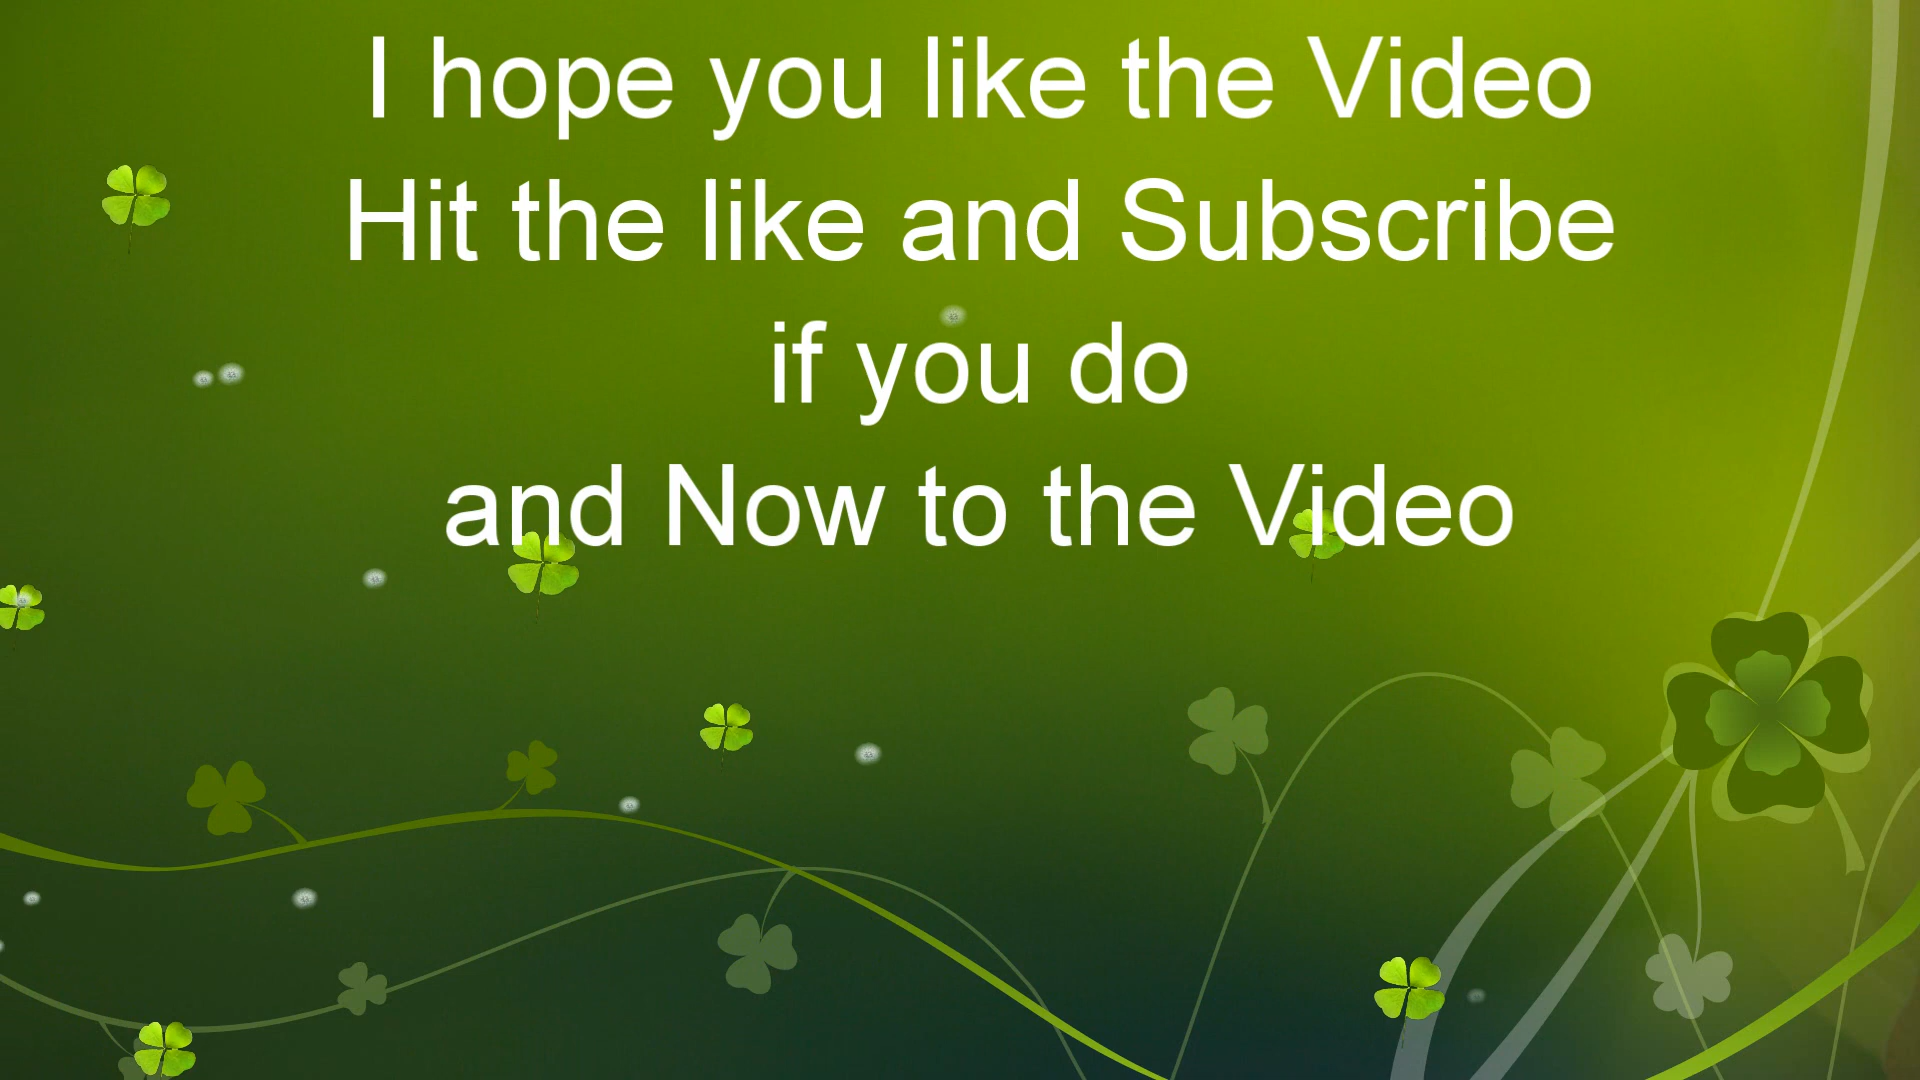 I hope you like the Video
Hit the like and Subscribe
if you do
and Now to the Video